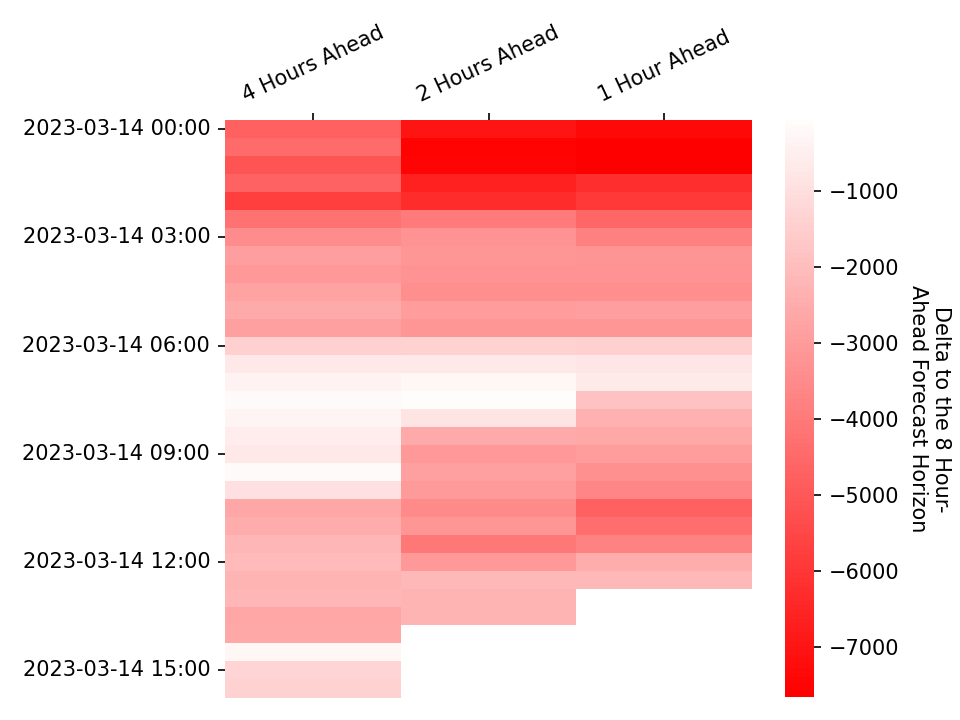 4 Hours Ahead
2 Hours Ahead
1 Hour Ahead
2023-03-14 00:00
2023-03-14 03:00
2023-03-14 06:00
2023-03-14 09:00
2023-03-14 12:00
2023-03-14 15:00
−1000
−2000
−3000
−4000
−5000
−6000
−7000
Delta to the 8 Hour-
Ahead Forecast Horizon